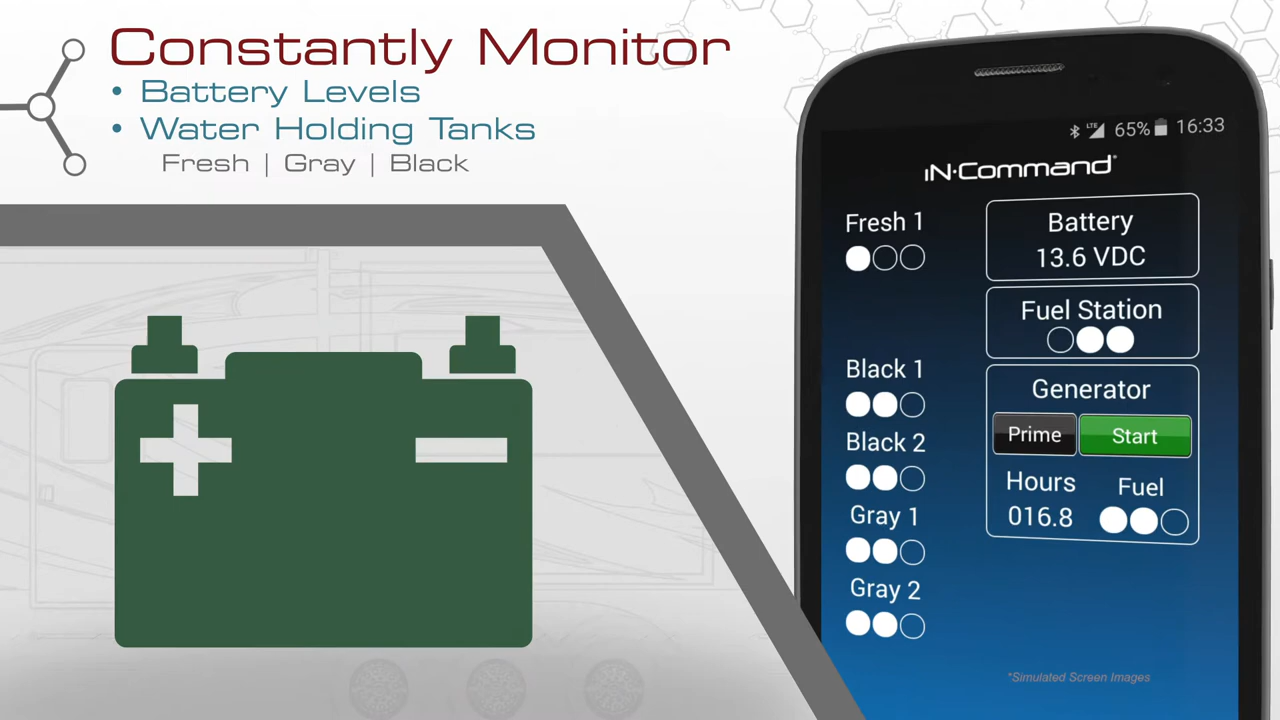 Constantly Monitor
• Battery Levels
• Water Holding Tanks
Fresh | Gray | Black
LTE 65% 16:33
iN·Command®
Fresh 1
Battery
13.6 VDC
Fuel Station
Black 1
Generator
Prime Start
Black 2
Hours Fuel
016.8
Gray 1
Gray 2
*Simulated Screen Images